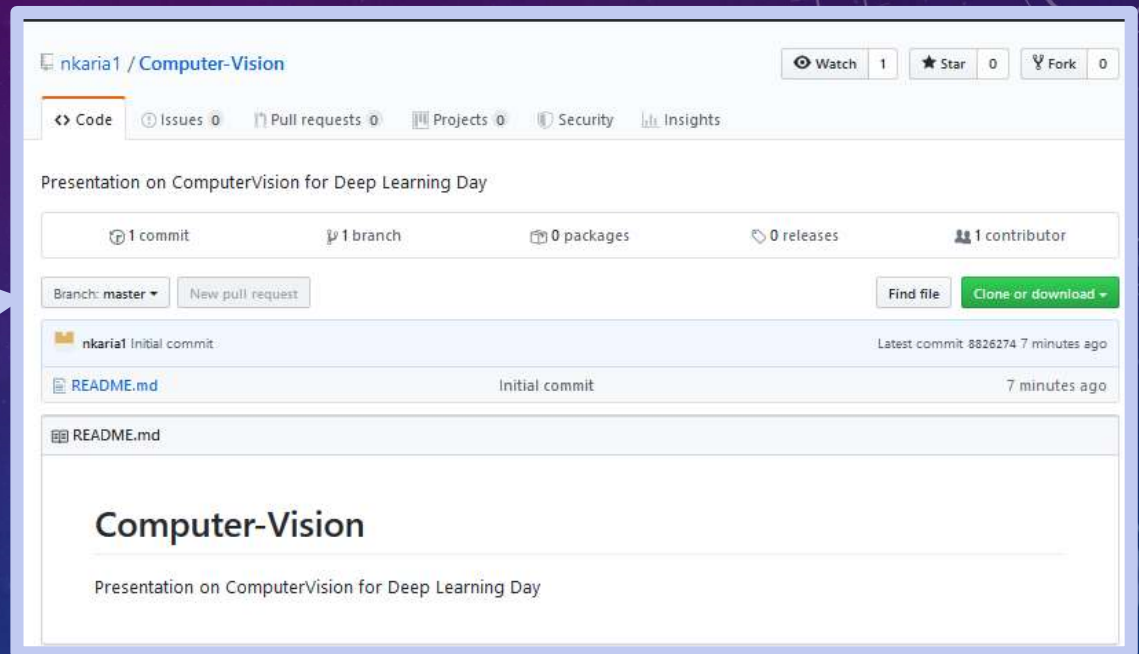 nkaria1 / Computer-Vision
Watch 1 Star 0 Fork 0
<> Code Issues 0 Pull requests 0 Projects 0 Security Insights
Presentation on ComputerVision for Deep Learning Day
1 commit 1 branch 0 packages 0 releases 1 contributor
Branch: master New pull request Find file Clone or download
nkaria1 Initial commit Latest commit 8826274 7 minutes ago
README.md Initial commit 7 minutes ago
README.md
Computer-Vision
Presentation on ComputerVision for Deep Learning Day